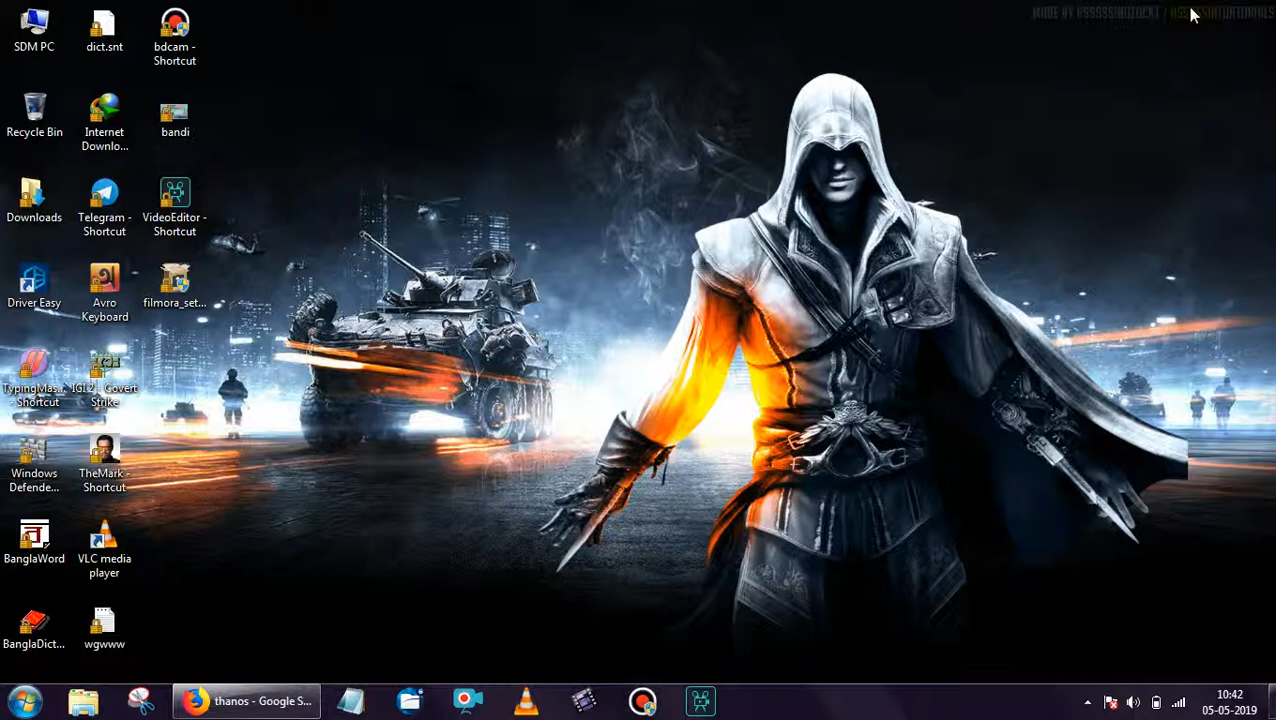 SDM PC
dict.snt
bdcam -
Shortcut
Recycle Bin
Internet
Downlo...
bandi
Downloads
Telegram -
Shortcut
VideoEditor -
Shortcut
Driver Easy
Avro
Keyboard
filmora_set...
TypingMas...
Shortcut
IGI 2 - Covert
Strike
Windows
Defende...
TheMark -
Shortcut
BanglaWord
VLC media
player
BanglaDict...
wgwww
thanos - Google S...
10:42
05-05-2019